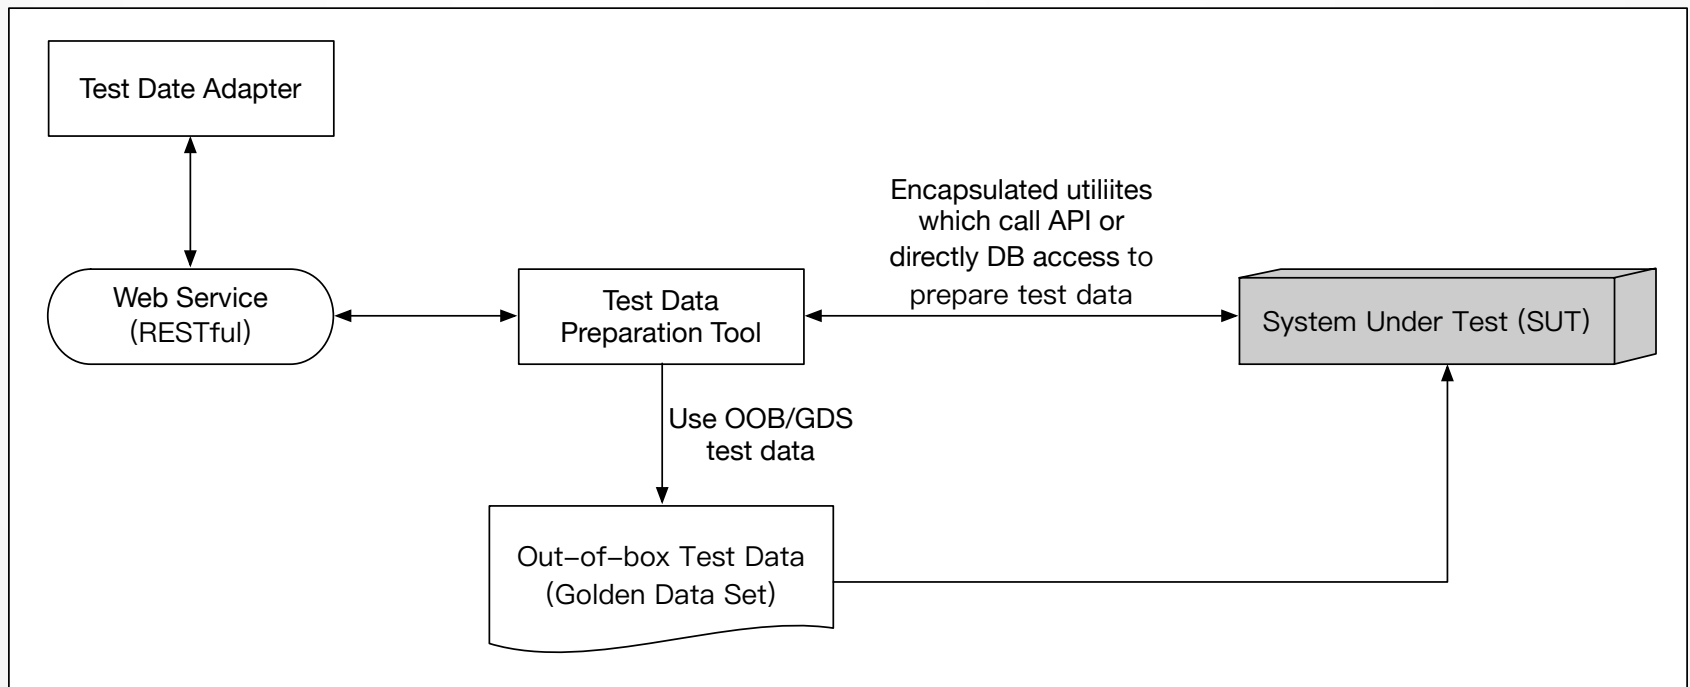 Test Date Adapter
Encapsulated utiliites
which call API or
directly DB access to
prepare test data
Web Service
(RESTful)
Test Data
Preparation Tool
System Under Test (SUT)
Use OOB/GDS
test data
Out-of-box Test Data
(Golden Data Set)